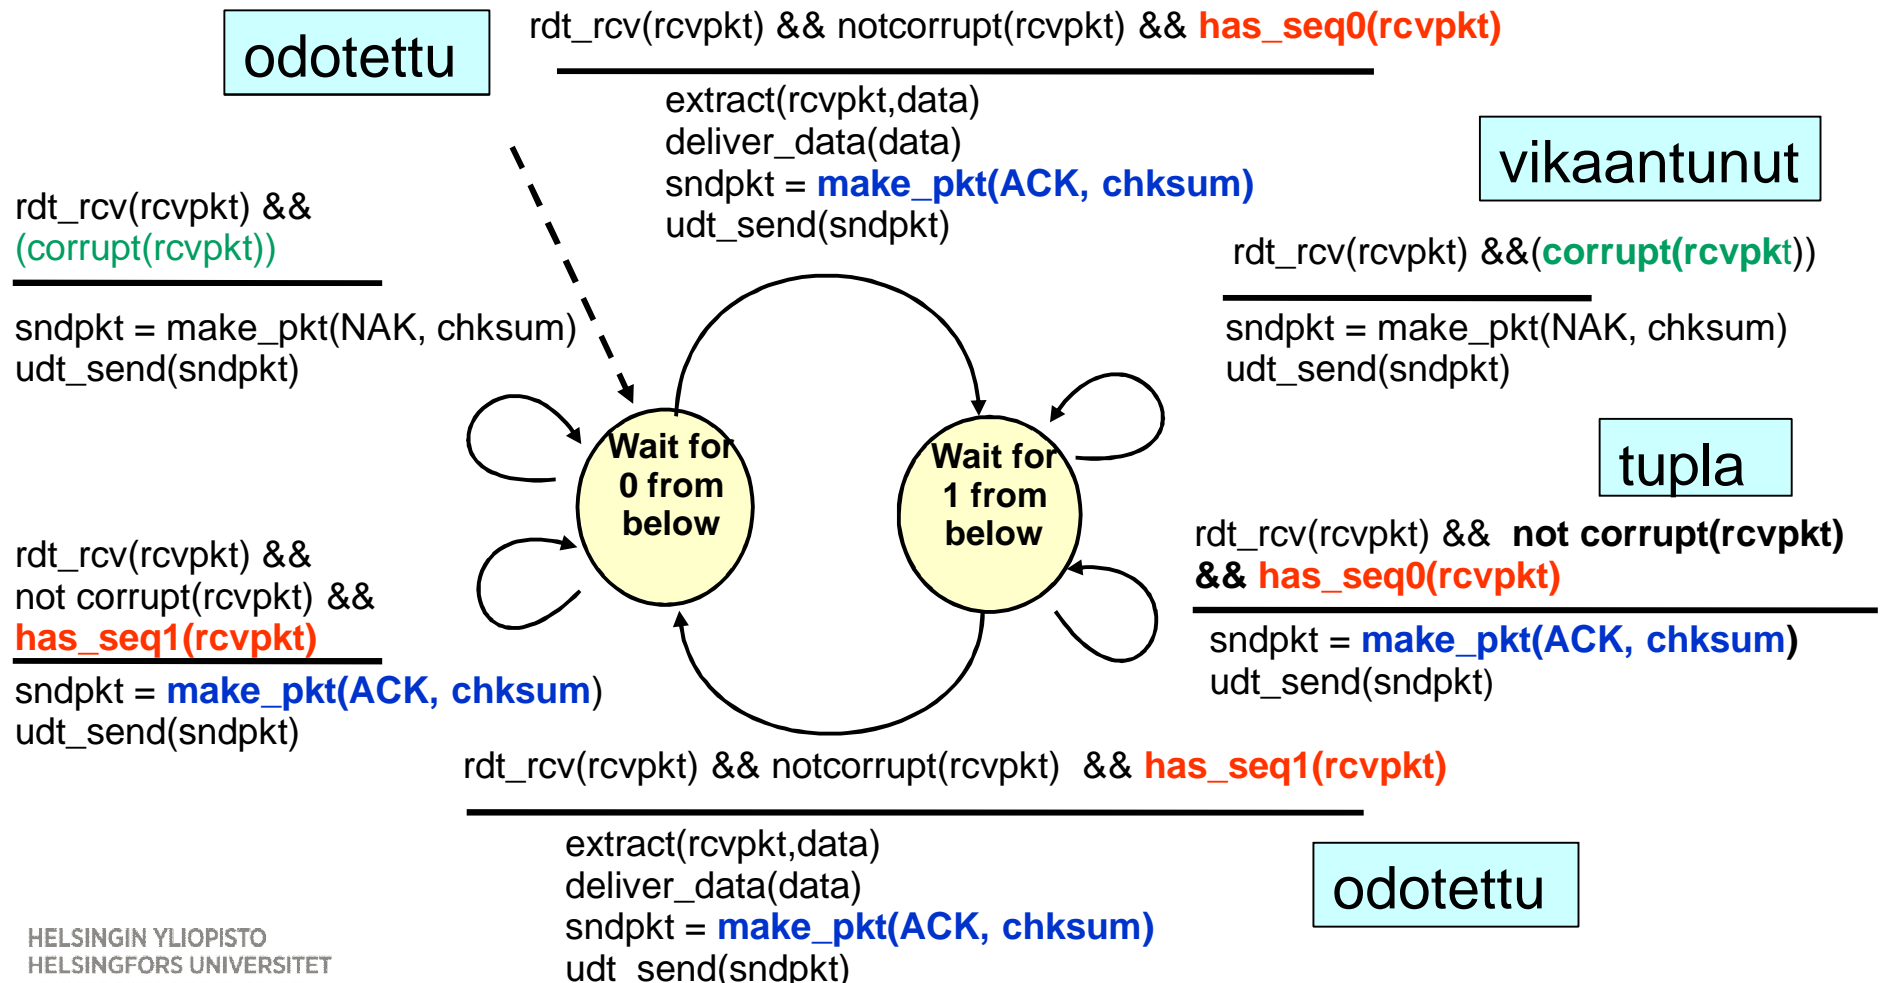 odotettu
rdt_rcv(rcvpkt) && notcorrupt(rcvpkt) && has_seq0(rcvpkt)
extract(rcvpkt,data)
deliver_data(data)
sndpkt = make_pkt(ACK, chksum)
udt_send(sndpkt)
vikaantunut
rdt_rcv(rcvpkt) &&
(corrupt(rcvpkt))
sndpkt = make_pkt(NAK, chksum)
udt_send(sndpkt)
rdt_rcv(rcvpkt) &&(corrupt(rcvpkt))
sndpkt = make_pkt(NAK, chksum)
udt_send(sndpkt)
Wait for
0 from
below
Wait for
1 from
below
tupla
rdt_rcv(rcvpkt) &&
not corrupt(rcvpkt) &&
has_seq1(rcvpkt)
sndpkt = make_pkt(ACK, chksum)
udt_send(sndpkt)
rdt_rcv(rcvpkt) && not corrupt(rcvpkt)
&& has_seq0(rcvpkt)
sndpkt = make_pkt(ACK, chksum)
udt_send(sndpkt)
rdt_rcv(rcvpkt) && notcorrupt(rcvpkt) && has_seq1(rcvpkt)
extract(rcvpkt,data)
deliver_data(data)
sndpkt = make_pkt(ACK, chksum)
udt_send(sndpkt)
odotettu
HELSINGIN YLIOPISTO
HELSINGFORS UNIVERSITET